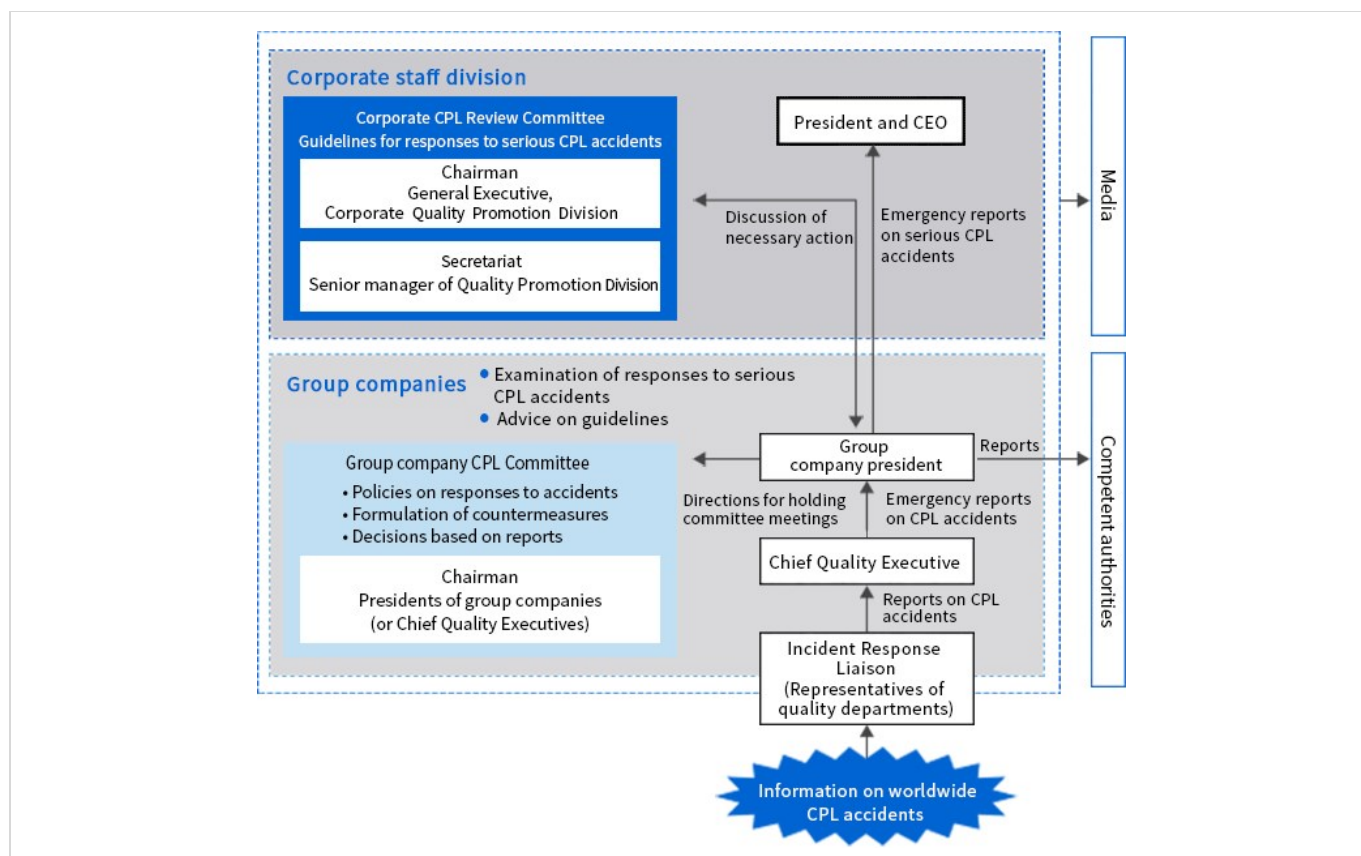 Corporate staff division
Corporate CPL Review Committee
Guidelines for responses to serious CPL accidents
Chairman
General Executive,
Corporate Quality Promotion Division
Secretariat
Senior manager of Quality Promotion Division
President and CEO
Discussion of
necessary action
Emergency reports
on serious CPL
accidents
Media
Group companies
• Examination of responses to serious
CPL accidents
• Advice on guidelines
Group company CPL Committee
• Policies on responses to accidents
• Formulation of countermeasures
• Decisions based on reports
Chairman
Presidents of group companies
(or Chief Quality Executives)
Group
company president
Reports
Directions for holding
committee meetings
Emergency reports
on CPL accidents
Chief Quality Executive
Reports on CPL
accidents
Incident Response
Liaison
(Representatives of
quality departments)
Competent authorities
Information on worldwide
CPL accidents